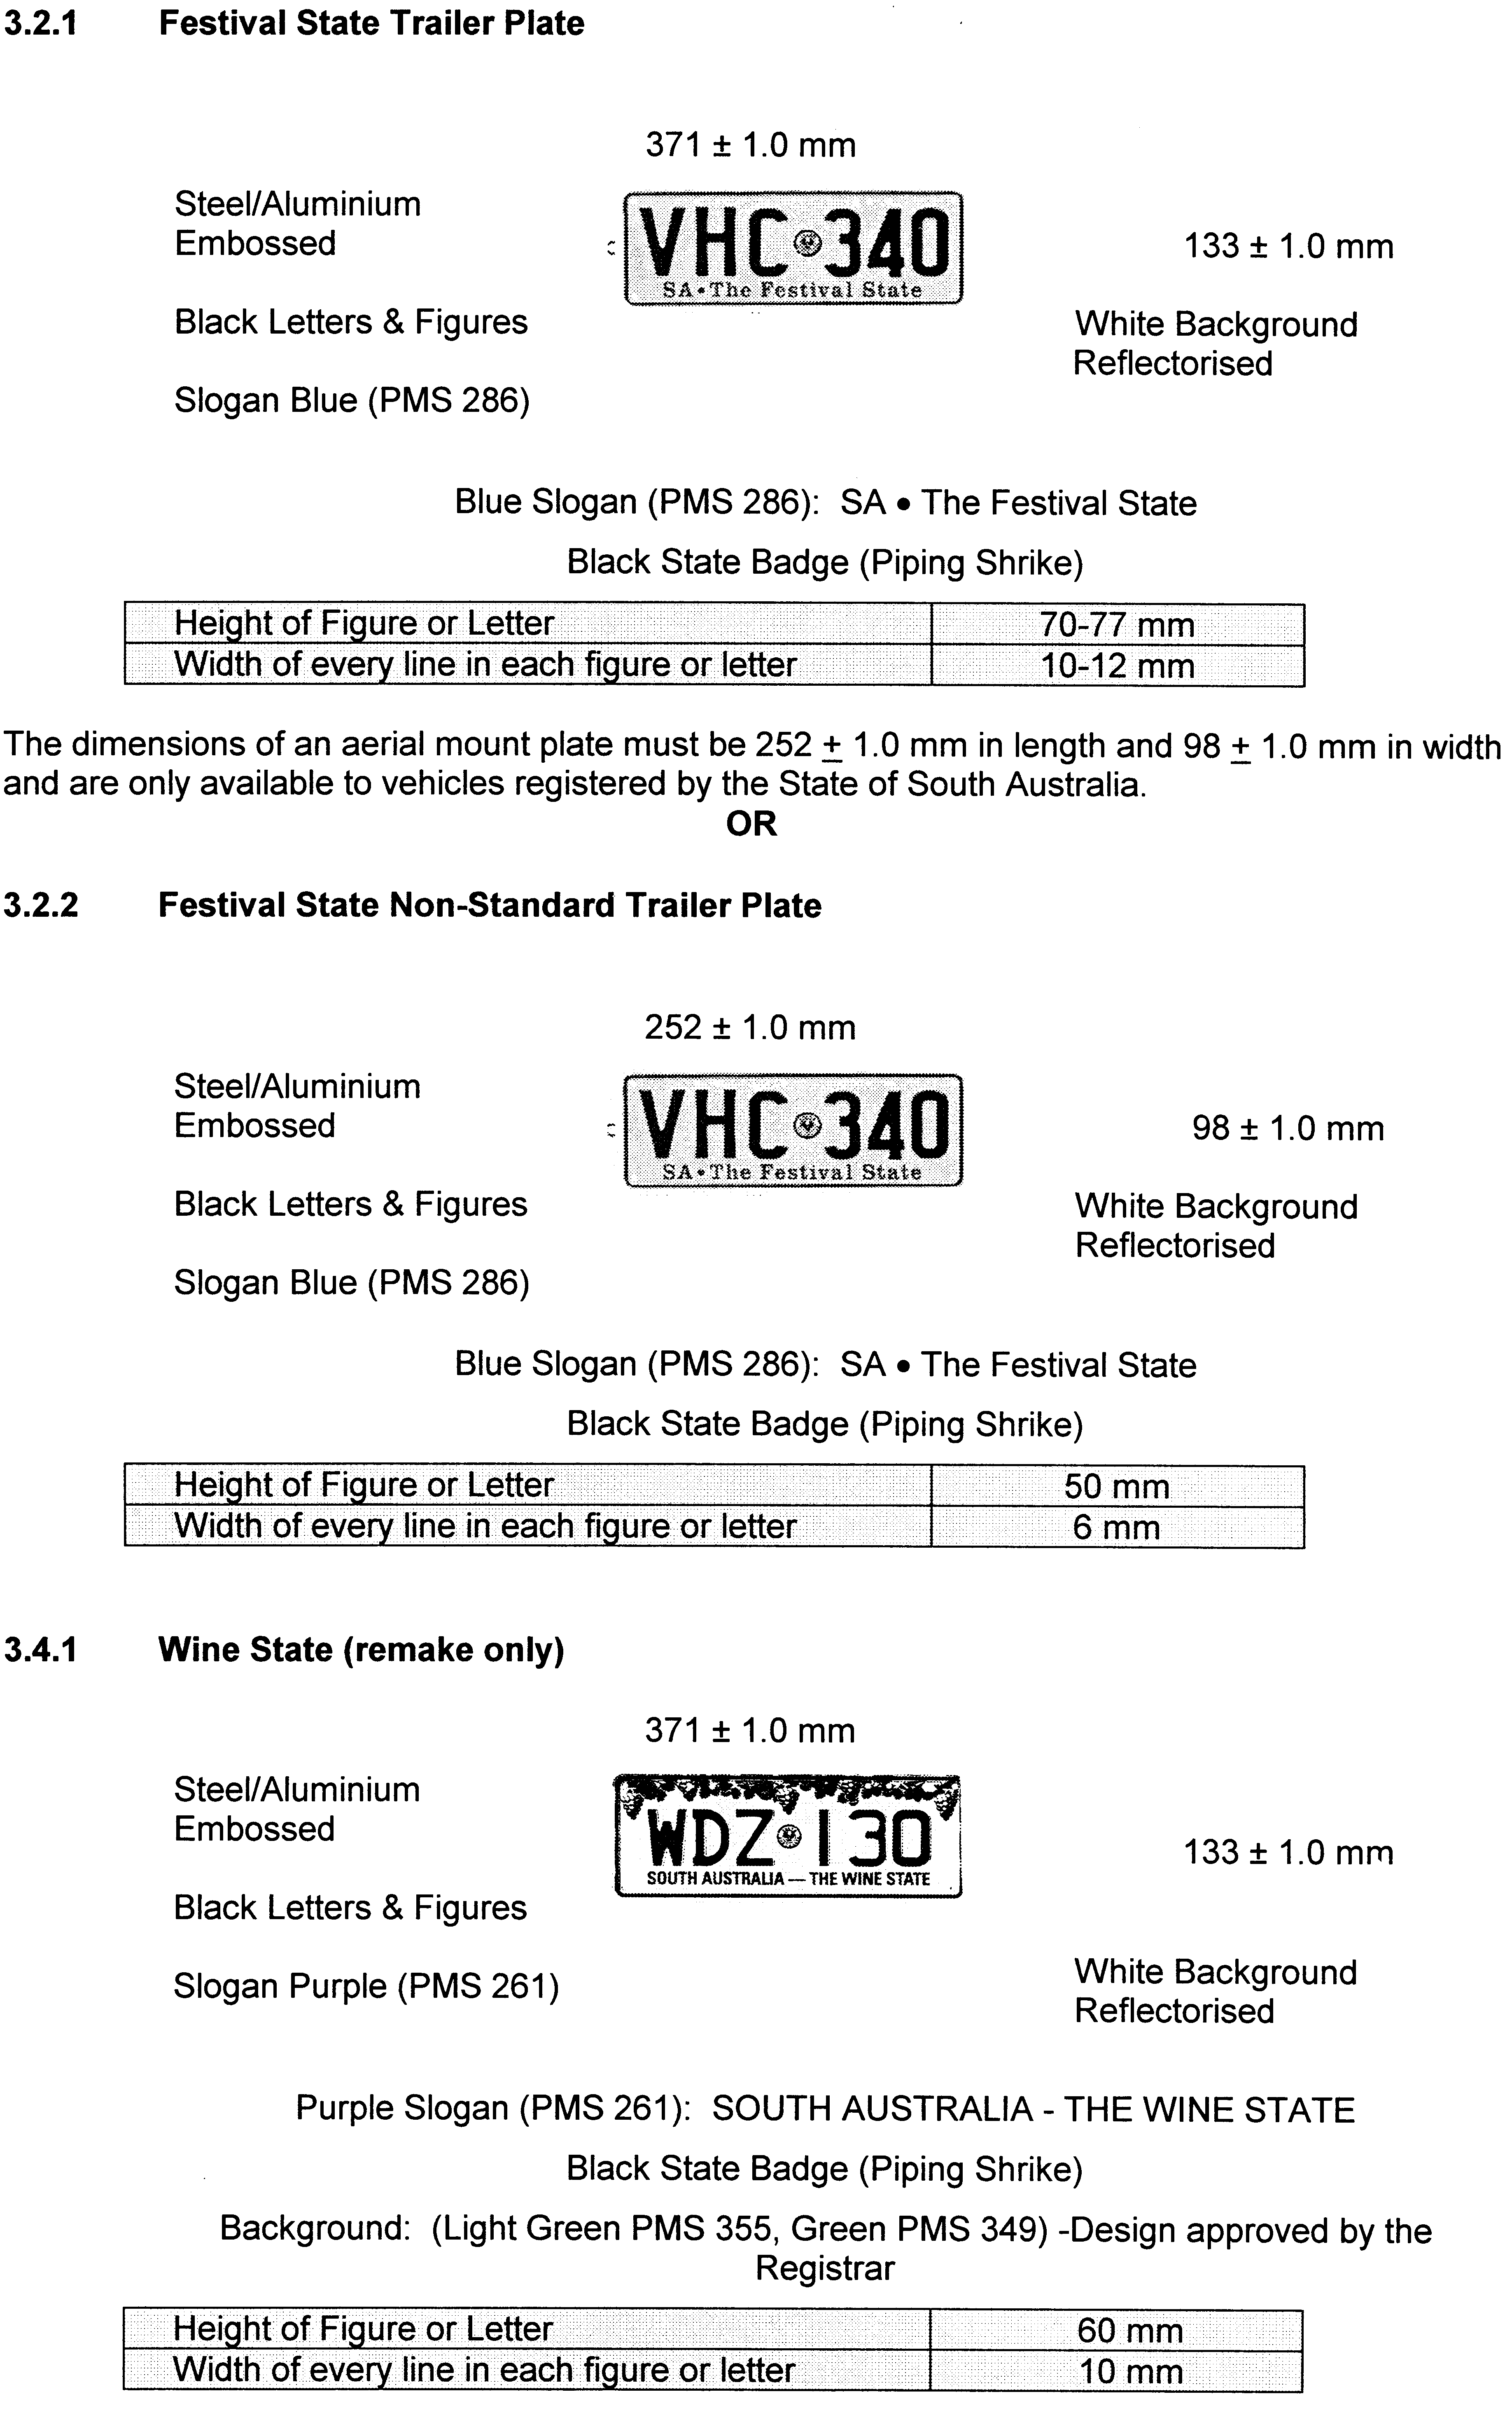 3.2.1 Festival State Trailer Plate
371 ± 1.0 mm
Steel/Aluminium
Embossed
VHC 340
SA•The Festival State
133 ± 1.0 mm
Black Letters & Figures
White Background
Reflectorised
Slogan Blue (PMS 286)
Blue Slogan (PMS 286): SA • The Festival State
Black State Badge (Piping Shrike)
Height of Figure or Letter 70-77 mm
Width of every line in each figure or letter 10-12 mm
The dimensions of an aerial mount plate must be 252 ± 1.0 mm in length and 98 ± 1.0 mm in width
and are only available to vehicles registered by the State of South Australia.
OR
3.2.2 Festival State Non-Standard Trailer Plate
252 ± 1.0 mm
Steel/Aluminium
Embossed
VHC 340
SA•The Festival State
98 ± 1.0 mm
Black Letters & Figures
White Background
Reflectorised
Slogan Blue (PMS 286)
Blue Slogan (PMS 286): SA • The Festival State
Black State Badge (Piping Shrike)
Height of Figure or Letter 50 mm
Width of every line in each figure or letter 6 mm
3.4.1 Wine State (remake only)
371 ± 1.0 mm
Steel/Aluminium
Embossed
WDZ 130
SOUTH AUSTRALIA — THE WINE STATE
133 ± 1.0 mm
Black Letters & Figures
Slogan Purple (PMS 261)
White Background
Reflectorised
Purple Slogan (PMS 261): SOUTH AUSTRALIA - THE WINE STATE
Black State Badge (Piping Shrike)
Background: (Light Green PMS 355, Green PMS 349) -Design approved by the
Registrar
Height of Figure or Letter 60 mm
Width of every line in each figure or letter 10 mm